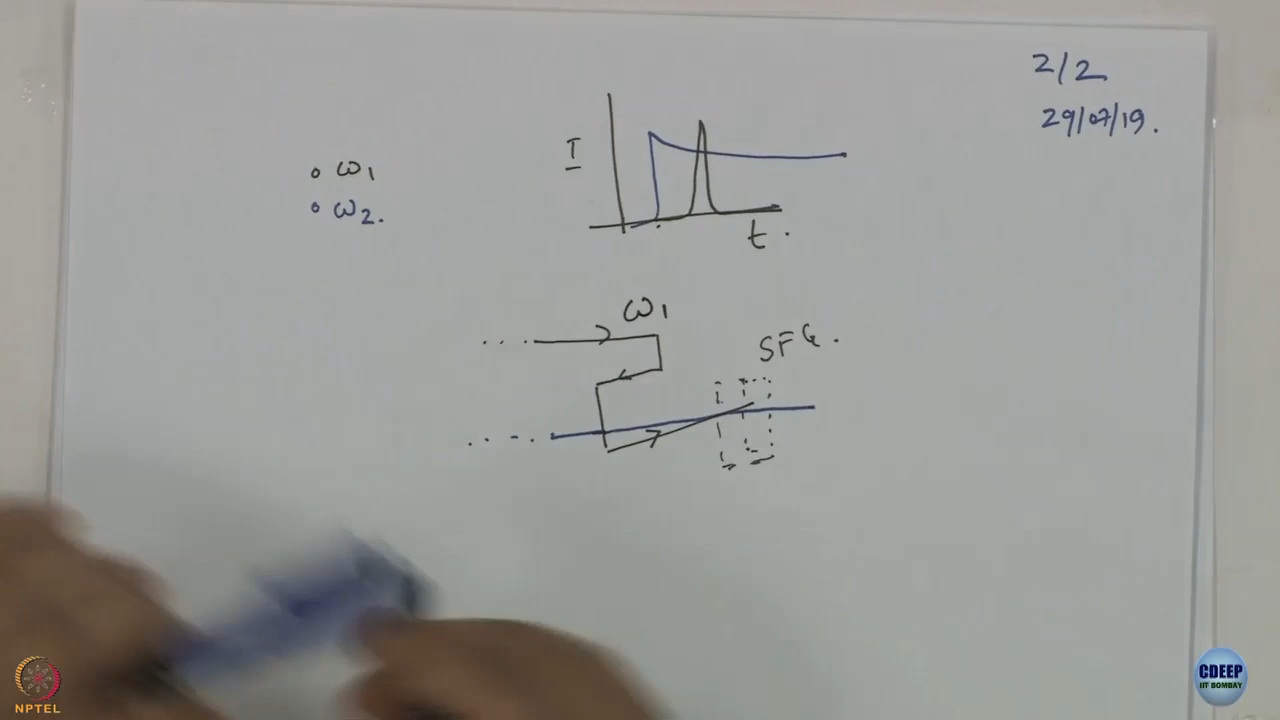 2/2
29/07/19.
I
ω1
ω2.
t.
ω1
SFG.
NPTEL
CDEEP
IIT BOMBAY